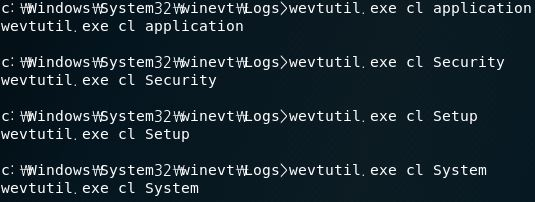 c:₩Windows₩System32₩winevt₩Logs>wevtutil.exe cl application
wevtutil.exe cl application
c:₩Windows₩System32₩winevt₩Logs>wevtutil.exe cl Security
wevtutil.exe cl Security
c:₩Windows₩System32₩winevt₩Logs>wevtutil.exe cl Setup
wevtutil.exe cl Setup
c:₩Windows₩System32₩winevt₩Logs>wevtutil.exe cl System
wevtutil.exe cl System